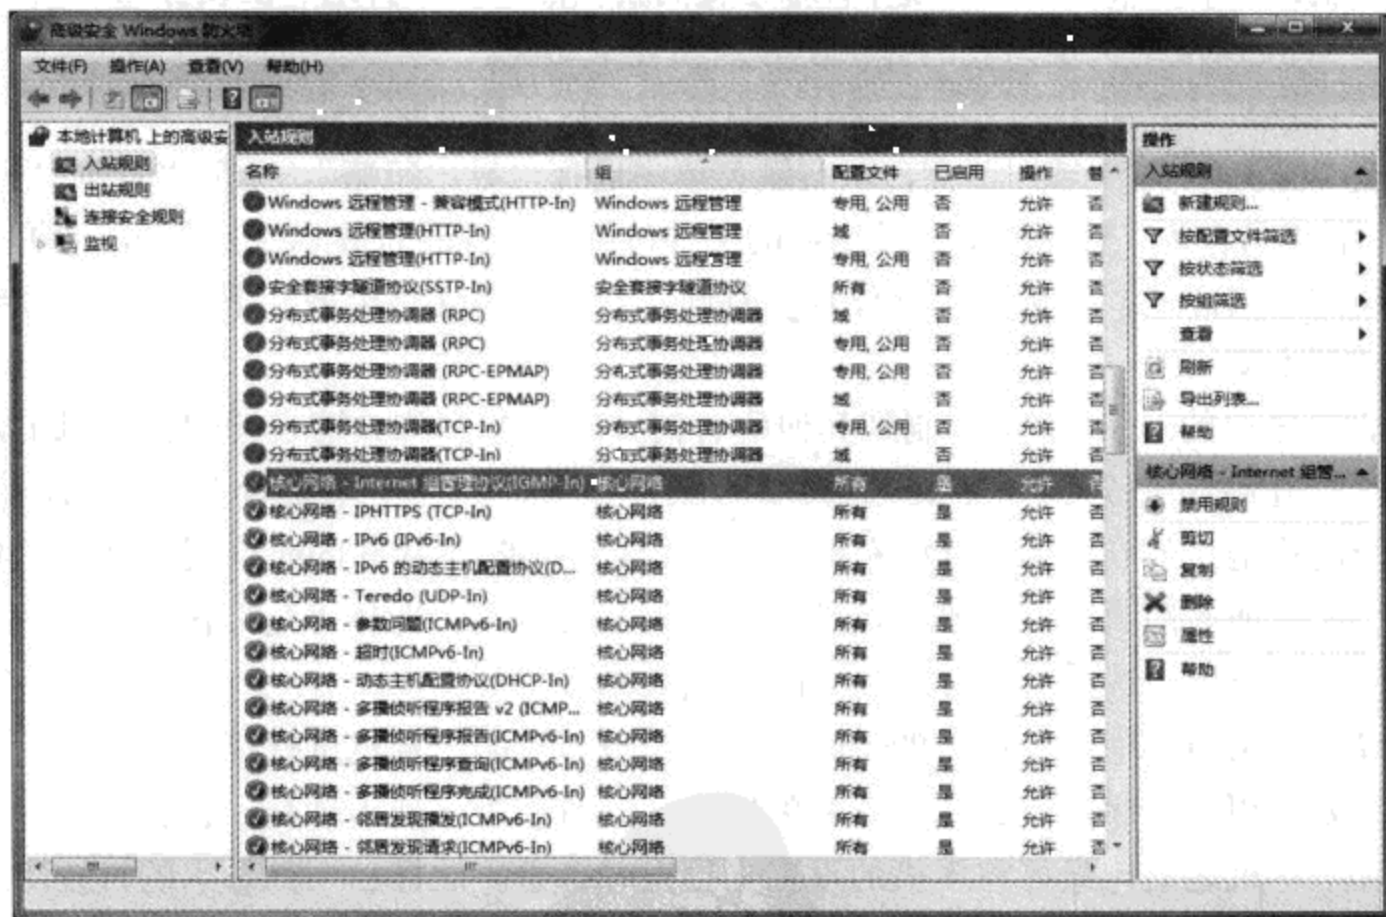 高级安全 Windows 防火墙
文件(F) 操作(A) 查看(V) 帮助(H)
本地计算机 上的高级安
入站规则
出站规则
连接安全规则
监视
入站规则
名称 组 配置文件 已启用 操作 替
Windows 远程管理 - 兼容模式(HTTP-In) Windows 远程管理 专用, 公用 否 允许 否
Windows 远程管理(HTTP-In) Windows 远程管理 域 否 允许 否
Windows 远程管理(HTTP-In) Windows 远程管理 专用, 公用 否 允许 否
安全套接字隧道协议(SSTP-In) 安全套接字隧道协议 所有 否 允许 否
分布式事务处理协调器 (RPC) 分布式事务处理协调器 域 否 允许 否
分布式事务处理协调器 (RPC) 分布式事务处理协调器 专用, 公用 否 允许 否
分布式事务处理协调器 (RPC-EPMAP) 分布式事务处理协调器 专用, 公用 否 允许 否
分布式事务处理协调器 (RPC-EPMAP) 分布式事务处理协调器 域 否 允许 否
分布式事务处理协调器(TCP-In) 分布式事务处理协调器 专用, 公用 否 允许 否
分布式事务处理协调器(TCP-In) 分布式事务处理协调器 域 否 允许 否
核心网络 - Internet 组管理协议(IGMP-In) 核心网络 所有 是 允许 否
核心网络 - IPHTTPS (TCP-In) 核心网络 所有 是 允许 否
核心网络 - IPv6 (IPv6-In) 核心网络 所有 是 允许 否
核心网络 - IPv6 的动态主机配置协议(D... 核心网络 所有 是 允许 否
核心网络 - Teredo (UDP-In) 核心网络 所有 是 允许 否
核心网络 - 参数问题(ICMPv6-In) 核心网络 所有 是 允许 否
核心网络 - 超时(ICMPv6-In) 核心网络 所有 是 允许 否
核心网络 - 动态主机配置协议(DHCP-In) 核心网络 所有 是 允许 否
核心网络 - 多播侦听程序报告 v2 (ICMP... 核心网络 所有 是 允许 否
核心网络 - 多播侦听程序报告(ICMPv6-In) 核心网络 所有 是 允许 否
核心网络 - 多播侦听程序查询(ICMPv6-In) 核心网络 所有 是 允许 否
核心网络 - 多播侦听程序完成(ICMPv6-In) 核心网络 所有 是 允许 否
核心网络 - 邻居发现播发(ICMPv6-In) 核心网络 所有 是 允许 否
核心网络 - 邻居发现请求(ICMPv6-In) 核心网络 所有 是 允许 否
操作
入站规则
新建规则...
按配置文件筛选
按状态筛选
按组筛选
查看
刷新
导出列表...
帮助
核心网络 - Internet 组管...
禁用规则
剪切
复制
删除
属性
帮助